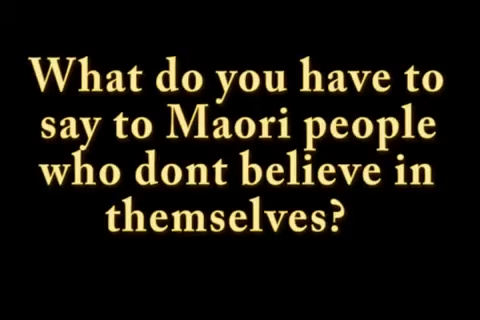 What do you have to
say to Maori people
who dont believe in
themselves?